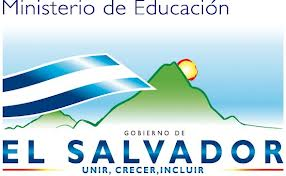 Ministerio de Educación
GOBIERNO DE
EL SALVADOR
UNIR, CRECER, INCLUIR